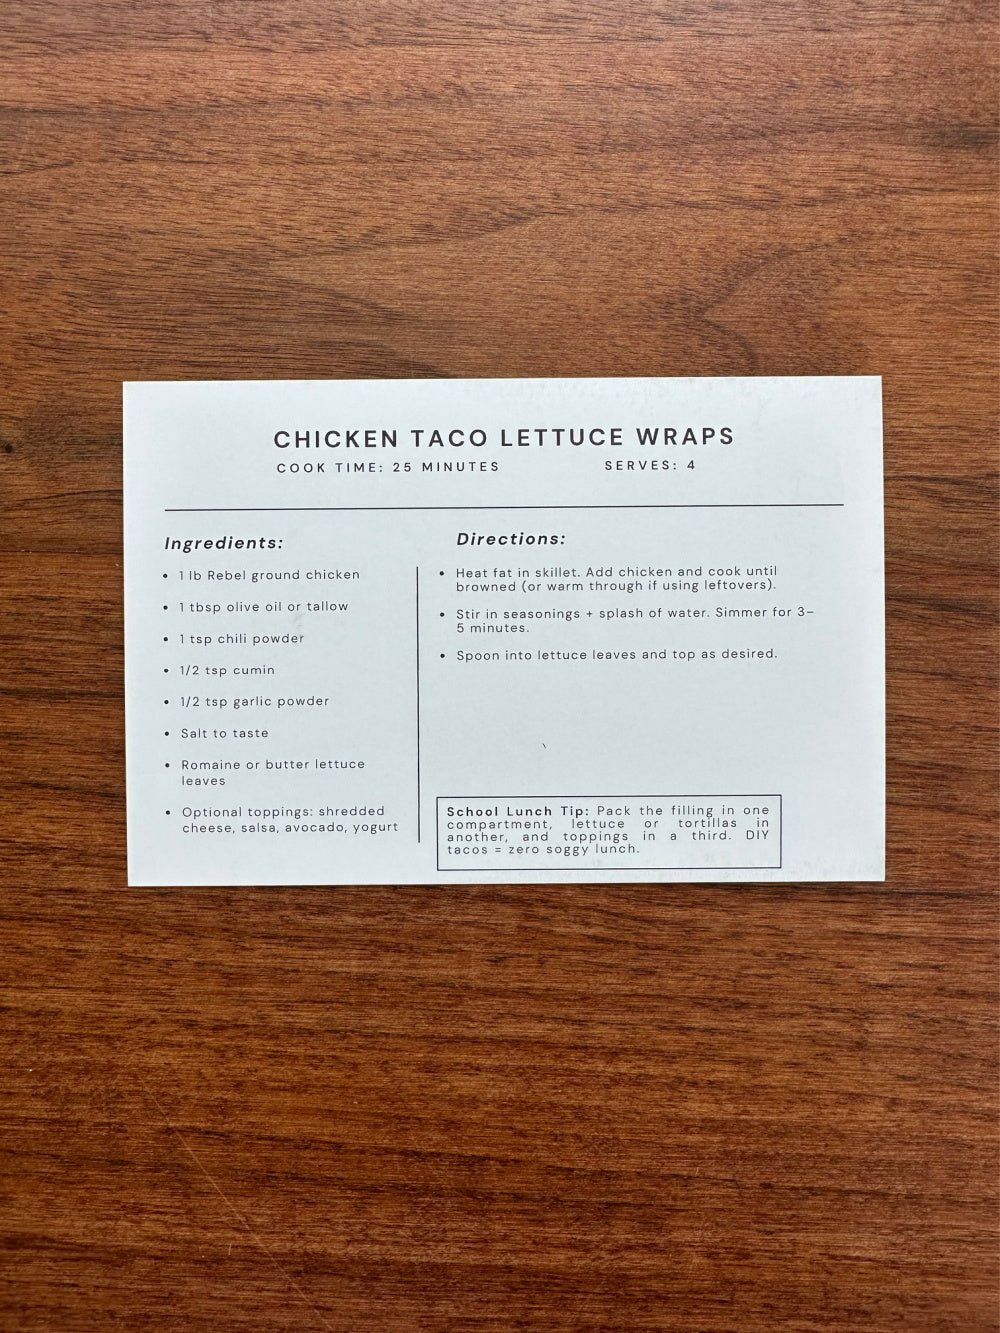 CHICKEN TACO LETTUCE WRAPS
COOK TIME: 25 MINUTES
SERVES: 4
Ingredients:
• 1 lb Rebel ground chicken
• 1 tbsp olive oil or tallow
• 1 tsp chili powder
• 1/2 tsp cumin
• 1/2 tsp garlic powder
• Salt to taste
• Romaine or butter lettuce
leaves
• Optional toppings: shredded
cheese, salsa, avocado, yogurt
Directions:
• Heat fat in skillet. Add chicken and cook until
browned (or warm through if using leftovers).
• Stir in seasonings + splash of water. Simmer for 3–
5 minutes.
• Spoon into lettuce leaves and top as desired.
School Lunch Tip: Pack the filling in one
compartment, lettuce or tortillas in
another, and toppings in a third. DIY
tacos = zero soggy lunch.